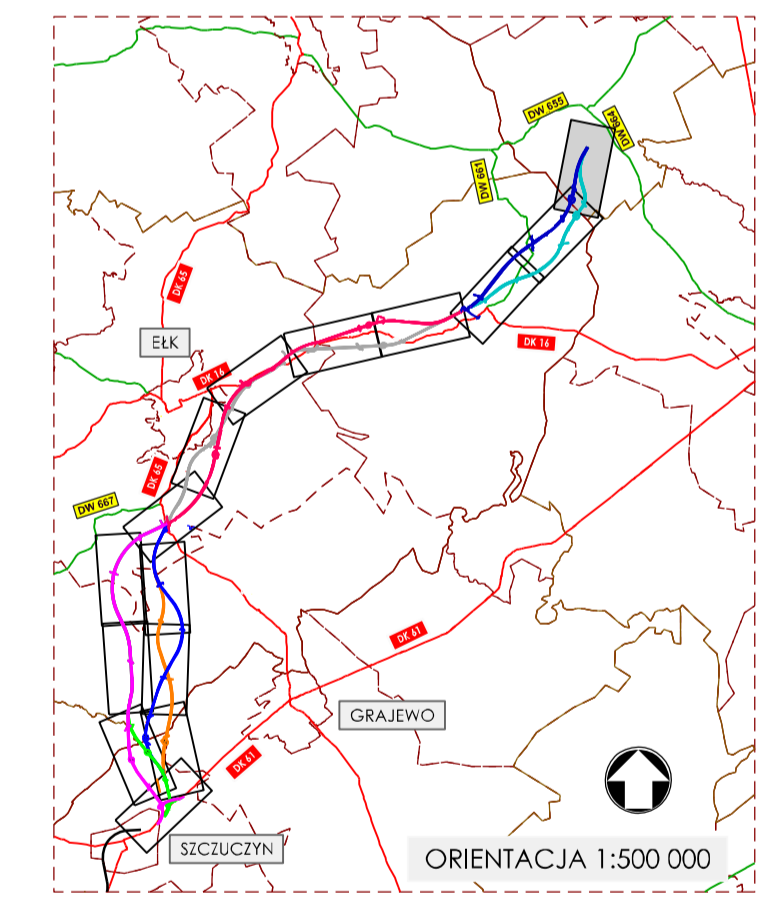 DW 655
DW 664
DW 661
DK 65
EŁK
DK 16
DK 16
DK 65
DW 667
DK 61
GRAJEWO
DK 61
SZCZUCZYN
ORIENTACJA 1:500 000